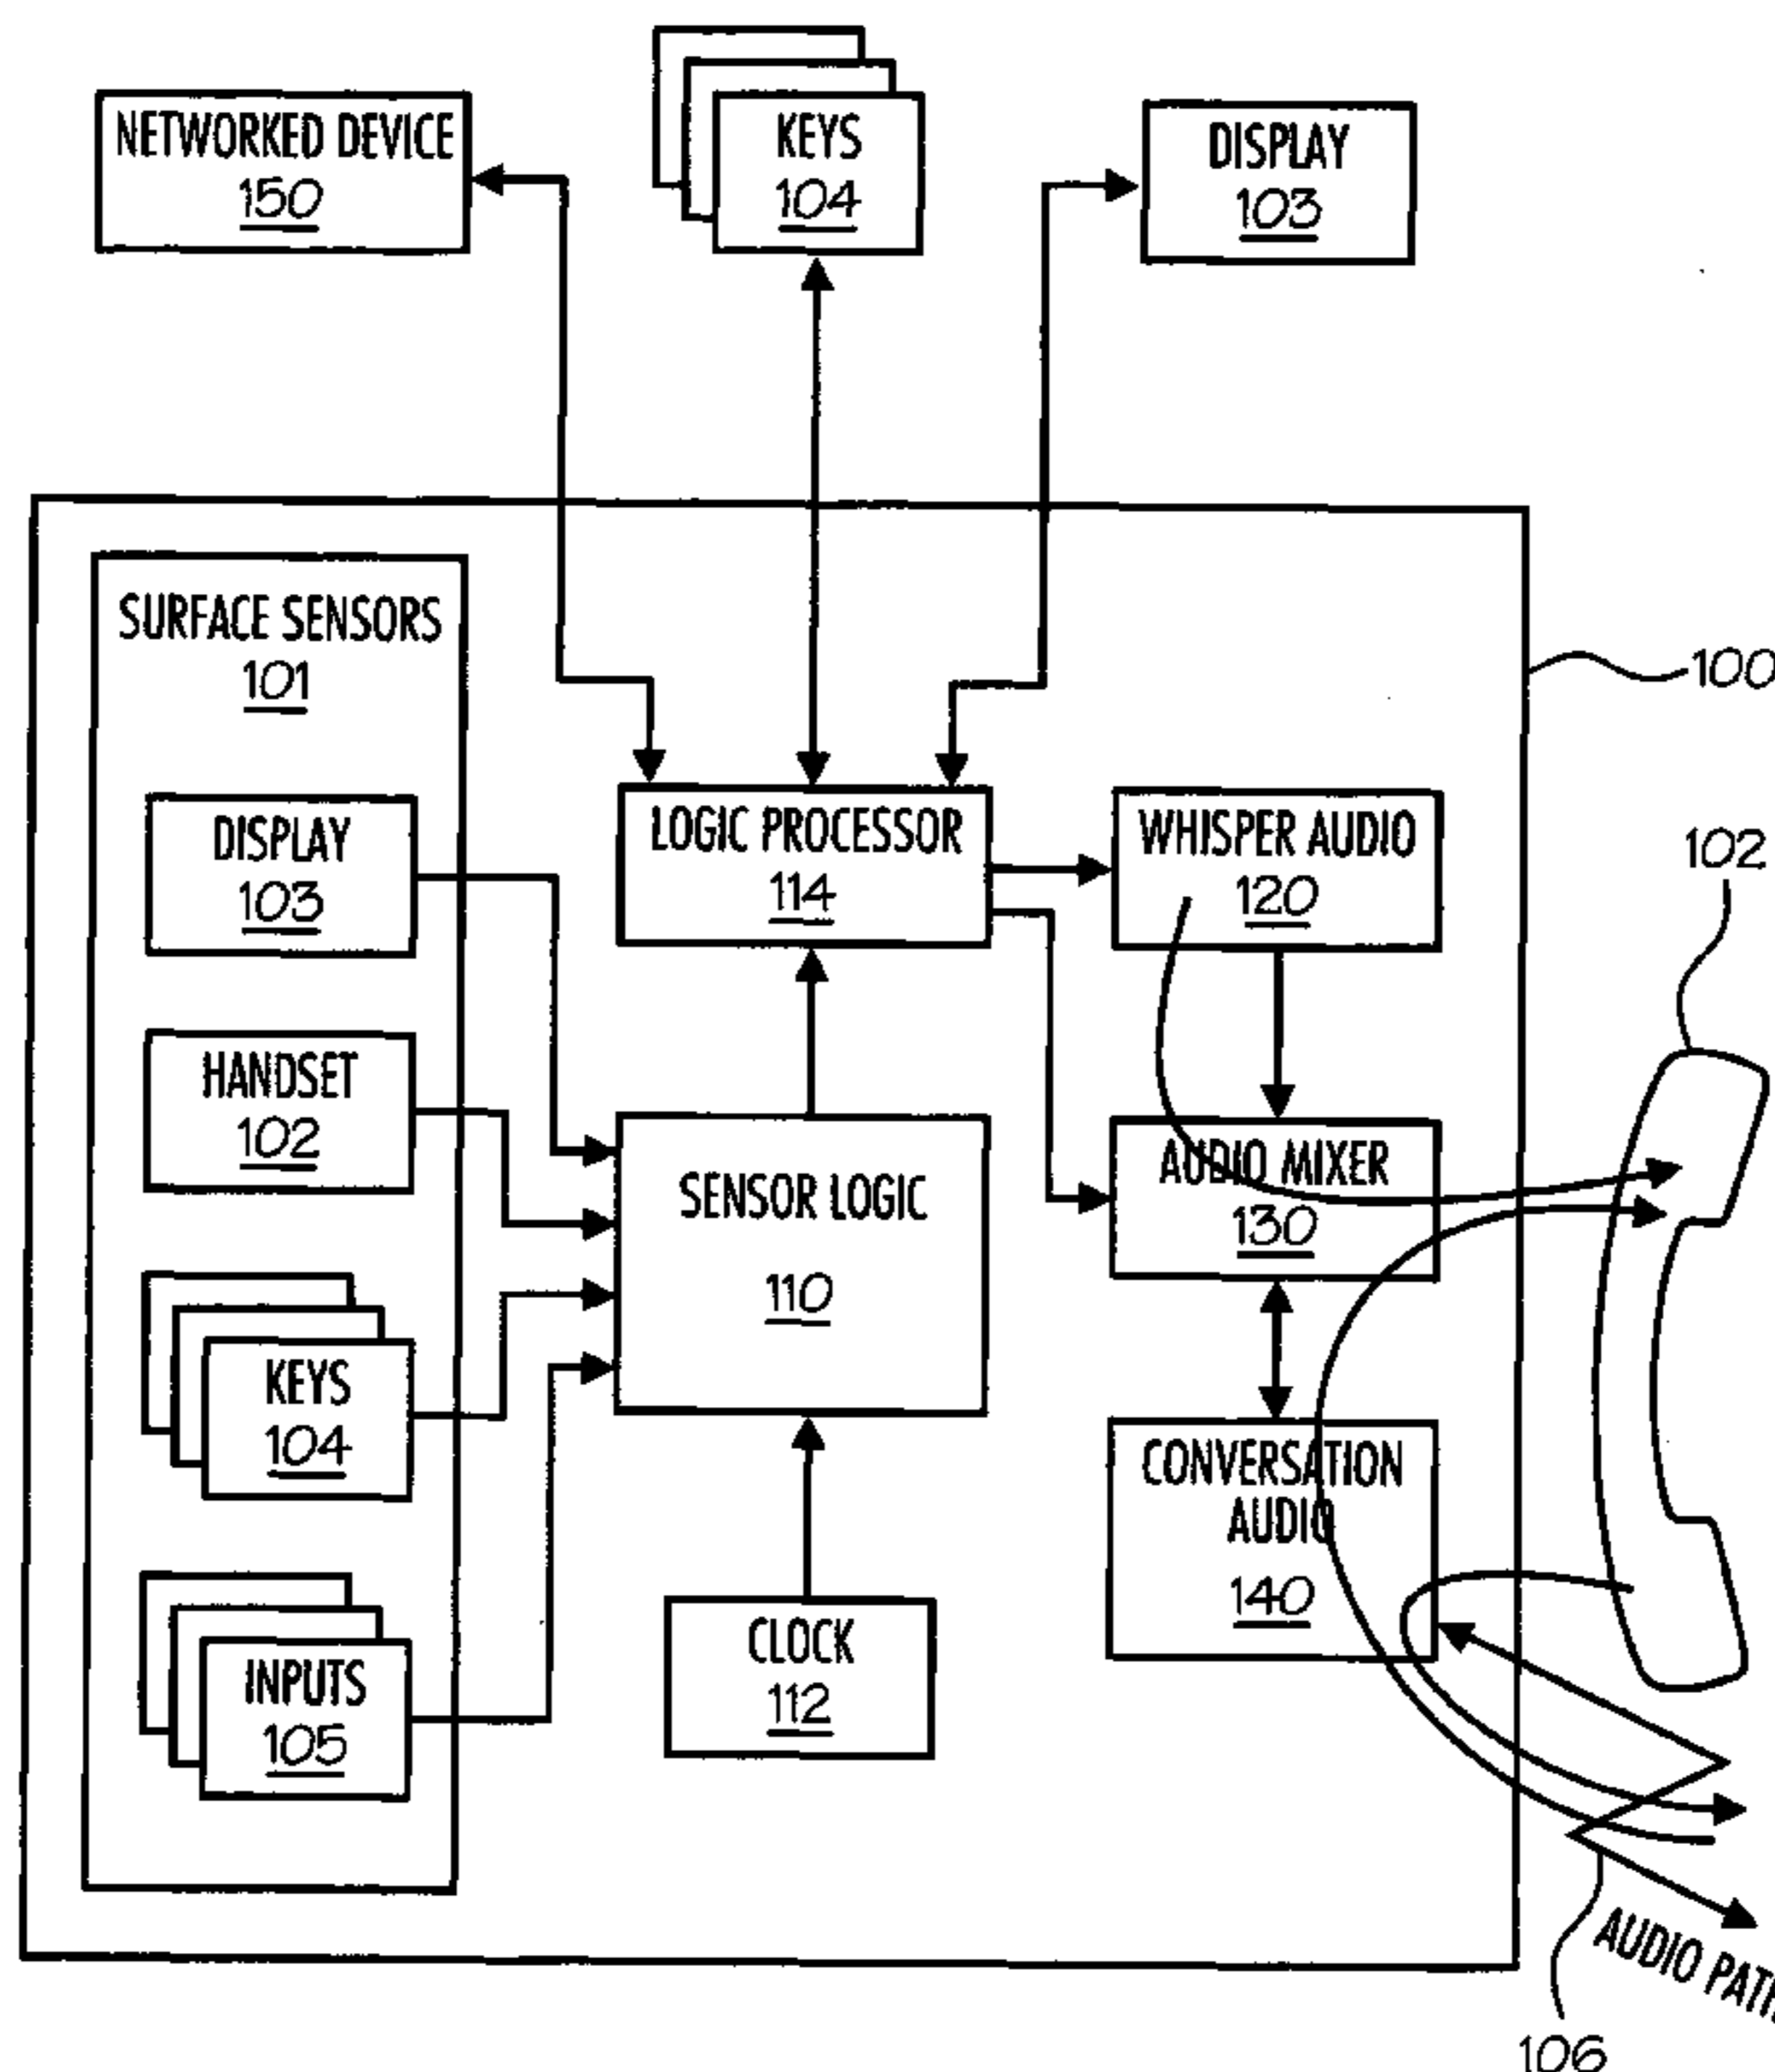 NETWORKED DEVICE
150
KEYS
104
DISPLAY
103
SURFACE SENSORS
101
100
DISPLAY
103
LOGIC PROCESSOR
114
WHISPER AUDIO
120
102
HANDSET
102
SENSOR LOGIC
110
AUDIO MIXER
130
KEYS
104
CONVERSATION
AUDIO
140
INPUTS
105
CLOCK
112
AUDIO PATH
106